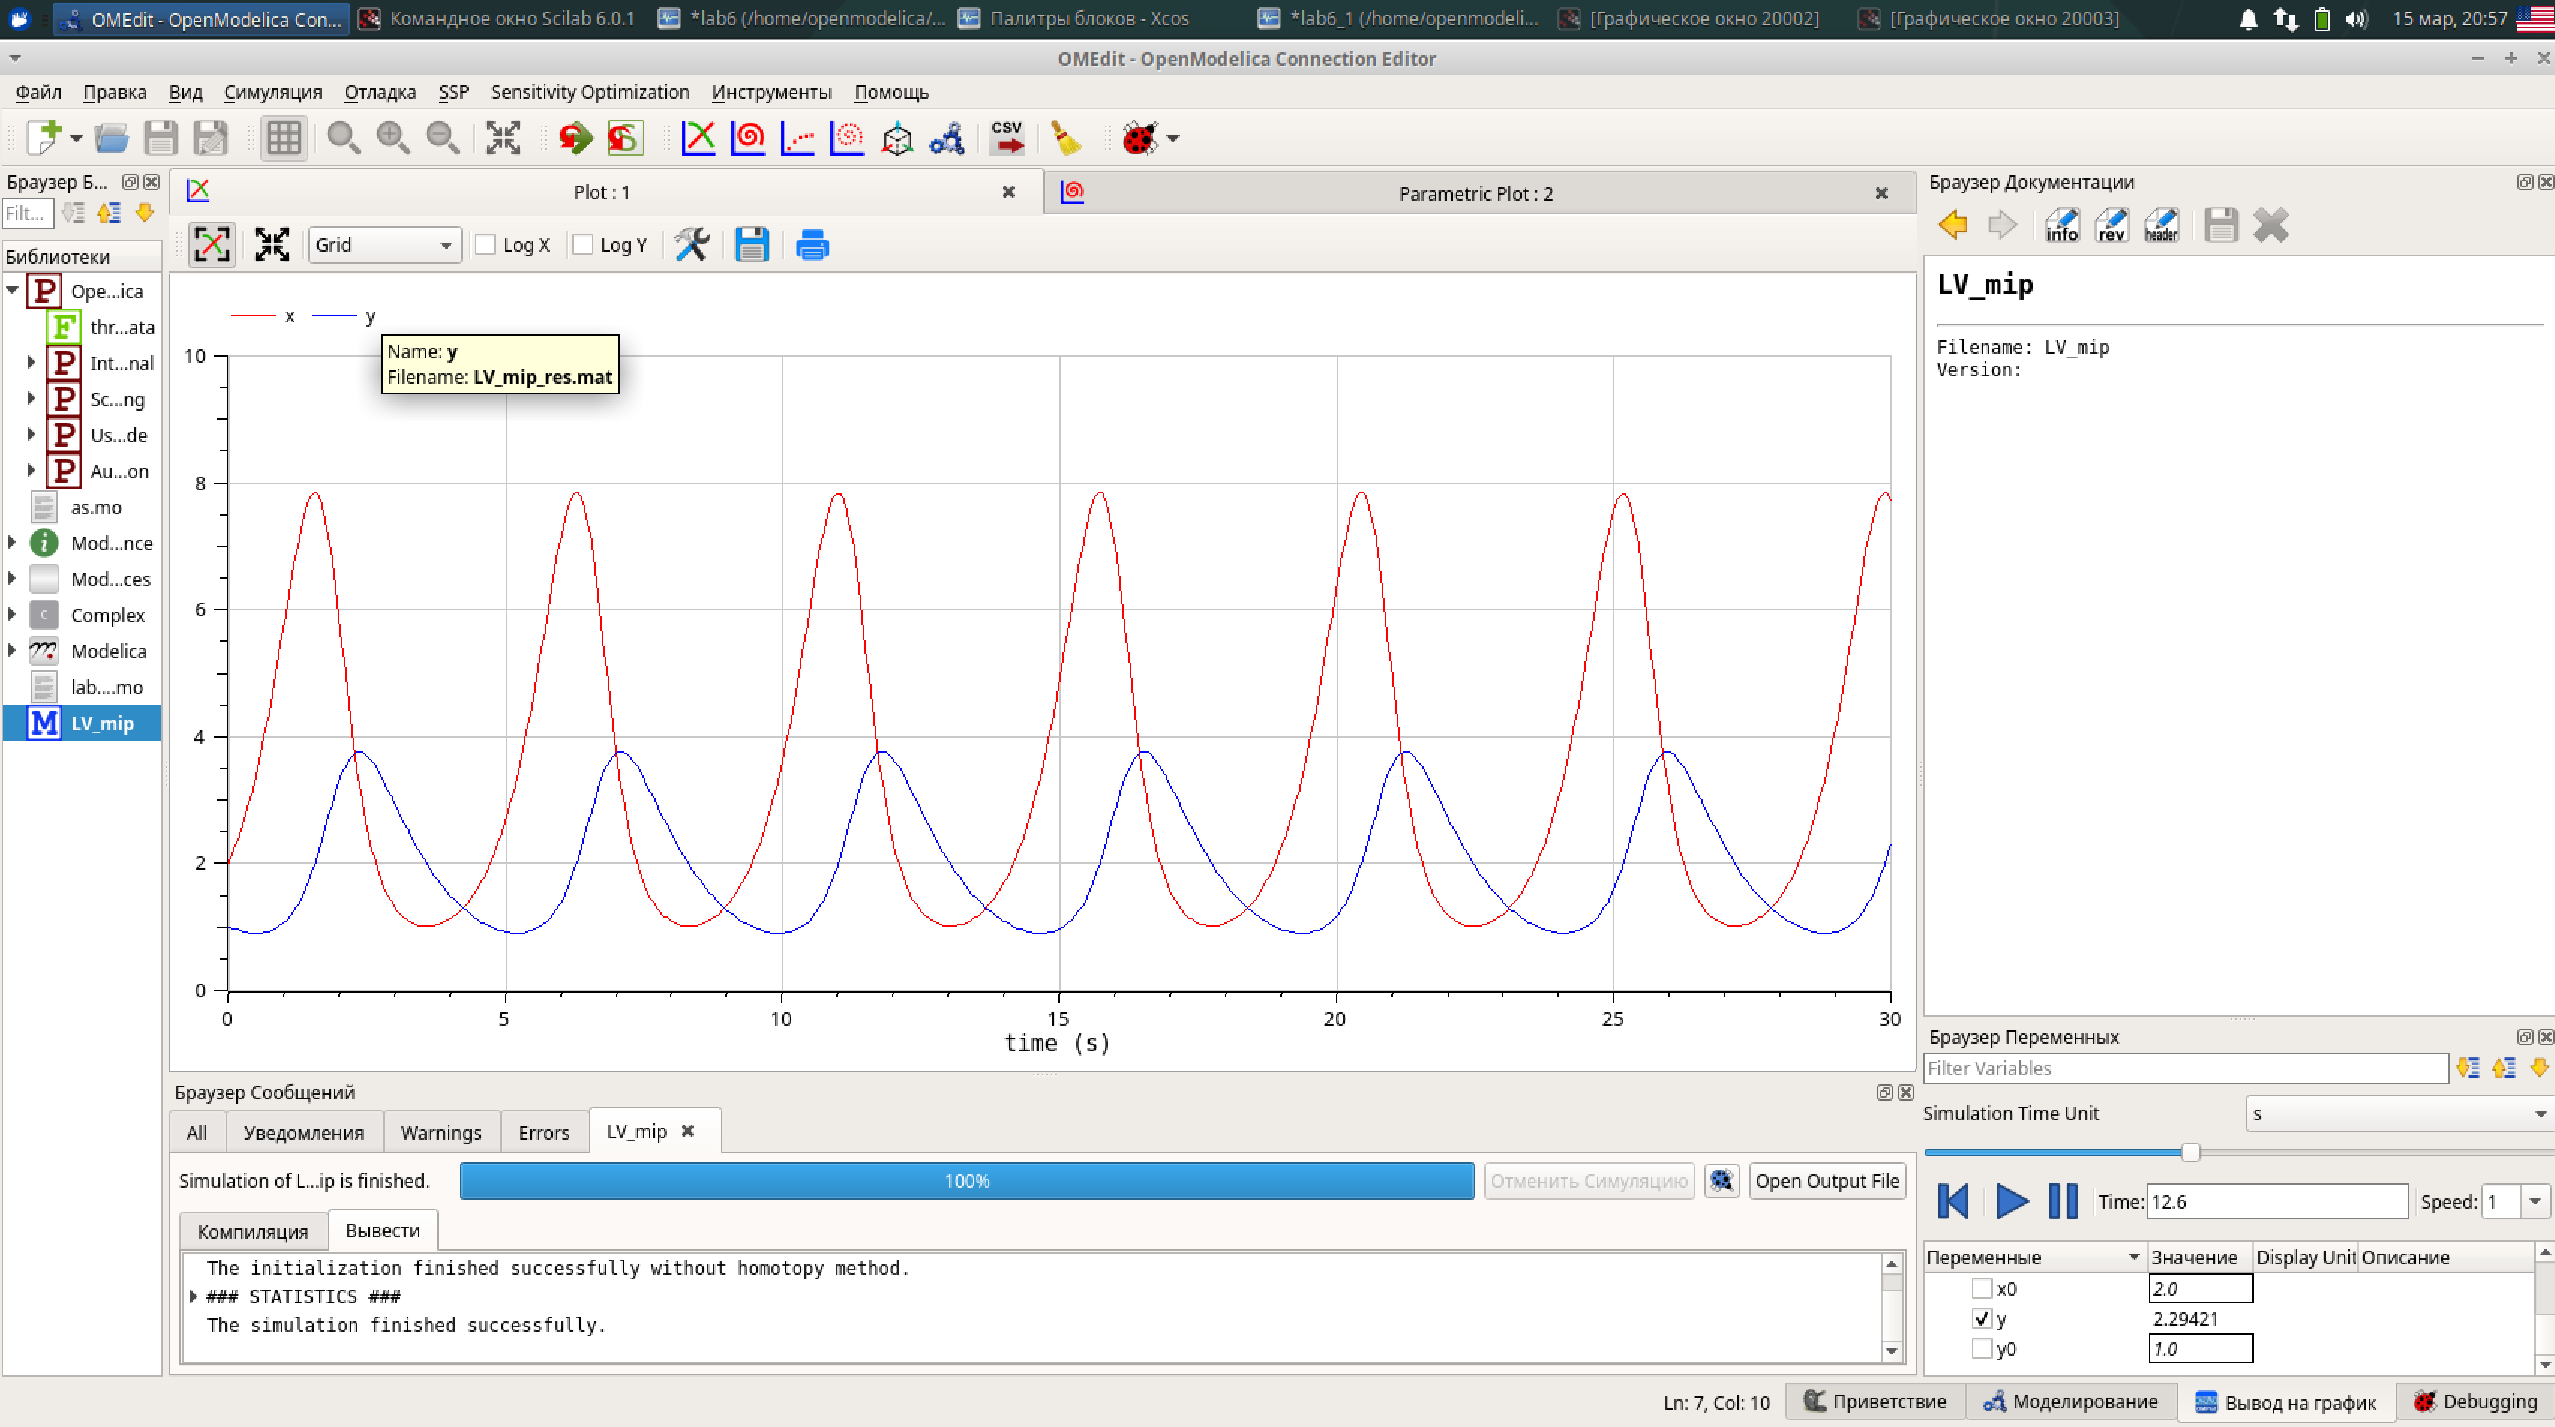 OMEdit - OpenModelica Con... Командное окно Scilab 6.0.1 *lab6 (/home/openmodelica/... Палитры блоков - Xcos *lab6_1 (/home/openmodeli... [Графическое окно 20002] [Графическое окно 20003] 15 мар, 20:57
OMEdit - OpenModelica Connection Editor
Файл Правка Вид Симуляция Отладка SSP Sensitivity Optimization Инструменты Помощь
CSV
Браузер Б...
Filt...
Библиотеки
P Ope...ica
F thr...ata
P Int...nal
P Sc...ng
P Us...de
P Au...on
as.mo
i Mod...nce
Mod...ces
C Complex
Modelica
lab....mo
M LV_mip
Plot : 1 Parametric Plot : 2
Grid Log X Log Y
x y
Name: y
Filename: LV_mip_res.mat
10
8
6
4
2
0
0 5 10 15 20 25 30
time (s)
Браузер Сообщений
All Уведомления Warnings Errors LV_mip
Simulation of L...ip is finished. 100% Отменить Симуляцию Open Output File
Компиляция Вывести
The initialization finished successfully without homotopy method.
### STATISTICS ###
The simulation finished successfully.
Браузер Документации
info rev header
LV_mip
Filename: LV_mip
Version:
Браузер Переменных
Filter Variables
Simulation Time Unit s
Time: 12.6 Speed: 1
Переменные Значение Display Unit Описание
x0 2.0
y 2.29421
y0 1.0
Ln: 7, Col: 10 Приветствие Моделирование Вывод на график Debugging